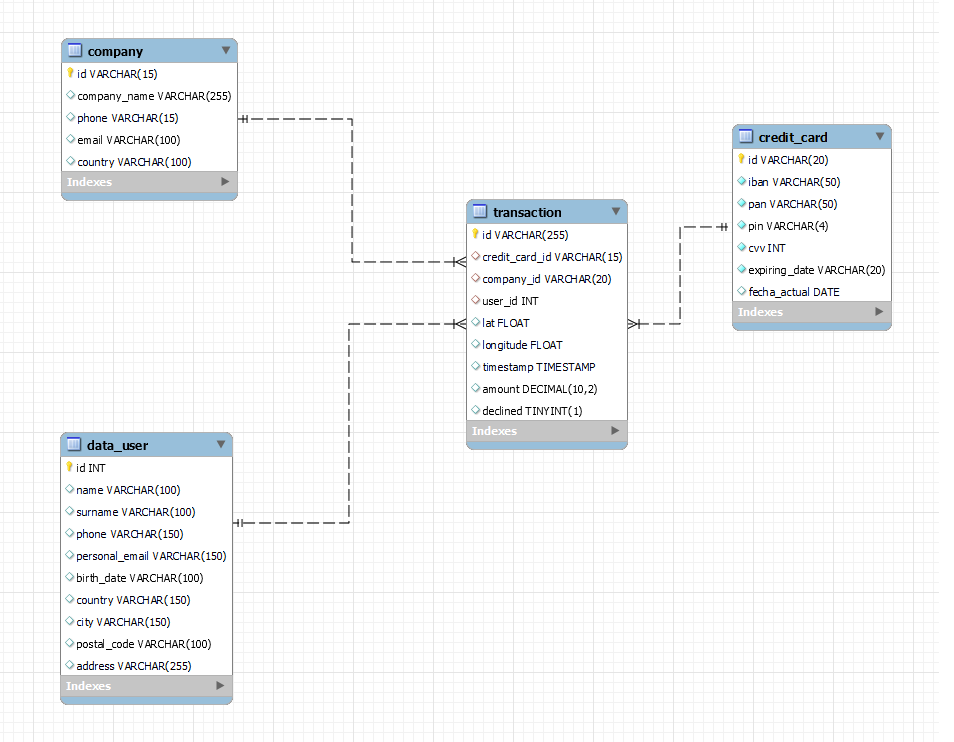 company
id VARCHAR(15)
company_name VARCHAR(255)
phone VARCHAR(15)
email VARCHAR(100)
country VARCHAR(100)
Indexes
credit_card
id VARCHAR(20)
iban VARCHAR(50)
pan VARCHAR(50)
pin VARCHAR(4)
cvv INT
expiring_date VARCHAR(20)
fecha_actual DATE
Indexes
transaction
id VARCHAR(255)
credit_card_id VARCHAR(15)
company_id VARCHAR(20)
user_id INT
lat FLOAT
longitude FLOAT
timestamp TIMESTAMP
amount DECIMAL(10,2)
declined TINYINT(1)
Indexes
data_user
id INT
name VARCHAR(100)
surname VARCHAR(100)
phone VARCHAR(150)
personal_email VARCHAR(150)
birth_date VARCHAR(100)
country VARCHAR(150)
city VARCHAR(150)
postal_code VARCHAR(100)
address VARCHAR(255)
Indexes